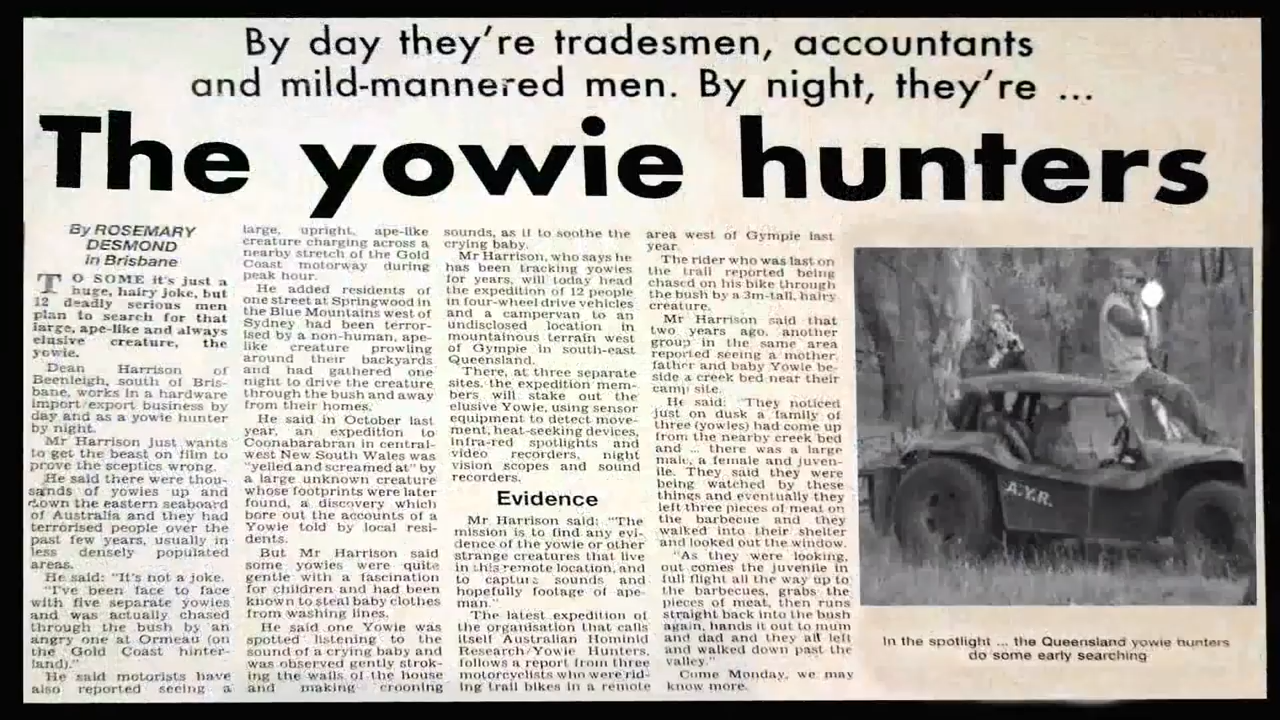 By day they're tradesmen, accountants
and mild-mannered men. By night, they're ...
The yowie hunters
By ROSEMARY
DESMOND
in Brisbane
TO SOME it's just a
huge, hairy joke, but
12 deadly serious men
plan to search for that
large, ape-like and always
elusive creature, the
yowie.
Dean Harrison of
Beenleigh, south of Bris-
bane, works in a hardware
import/export business by
day and as a yowie hunter
by night.
Mr Harrison just wants
to get the beast on film to
prove the sceptics wrong.
He said there were thou-
sands of yowies up and
down the eastern seaboard
of Australia and they had
terrorised people over the
past few years, usually in
less densely populated
areas.
He said: "It's not a joke.
"I've been face to face
with five separate yowies
and was actually chased
through the bush by an
angry one at Ormeau (on
the Gold Coast hinter-
land)."
He said motorists have
also reported seeing a
large, upright, ape-like
creature charging across a
nearby stretch of the Gold
Coast motorway during
peak hour.
He added residents of
one street at Springwood in
the Blue Mountains west of
Sydney had been terror-
ised by a non-human, ape-
like creature prowling
around their backyards
and had gathered one
night to drive the creature
through the bush and away
from their homes.
He said in October last
year, an expedition to
Coonabarabran in central-
west New South Wales was
"yelled and screamed at" by
a large unknown creature
whose footprints were later
found, a discovery which
bore out the accounts of a
Yowie told by local resi-
dents.
But Mr Harrison said
some yowies were quite
gentle with a fascination
for children and had been
known to steal baby clothes
from washing lines.
He said one Yowie was
spotted listening to the
sound of a crying baby and
was observed gently strok-
ing the walls of the house
and making crooning
sounds, as if to soothe the
crying baby.
Mr Harrison, who says he
has been tracking yowies
for years, will today head
the expedition of 12 people
in four-wheel drive vehicles
and a campervan to an
undisclosed location in
mountainous terrain west
of Gympie in south-east
Queensland.
There, at three separate
sites, the expedition mem-
bers will stake out the
elusive Yowie, using sensor
equipment to detect move-
ment, heat-seeking devices,
infra-red spotlights and
video recorders, night
vision scopes and sound
recorders.
Evidence
Mr Harrison said: "The
mission is to find any evi-
dence of the yowie or other
strange creatures that live
in this remote location, and
to capture sounds and
hopefully footage of ape-
man."
The latest expedition of
the organisation that calls
itself Australian Hominid
Research/Yowie Hunters,
follows a report from three
motorcyclists who were rid-
ing trail bikes in a remote
area west of Gympie last
year.
The rider who was last on
the trail reported being
chased on his bike through
the bush by a 3m-tall, hairy
creature.
Mr Harrison said that
two years ago, another
group in the same area
reported seeing a mother,
father and baby Yowie be-
side a creek bed near their
camp site.
He said: "They noticed
just on dusk a family of
three (yowies) had come up
from the nearby creek bed
and ... there was a large
male, a female and juven-
ile. They said they were
being watched by these
things and eventually they
left three pieces of meat on
the barbecue and they
walked into their shelter
and looked out the window.
"As they were looking,
out comes the juvenile in
full flight all the way up to
the barbecues, grabs the
pieces of meat, then runs
straight back into the bush
again, hands it out to mum
and dad and they all left
and walked down past the
valley."
Come Monday, we may
know more.
A.Y.R.
In the spotlight ... the Queensland yowie hunters
do some early searching